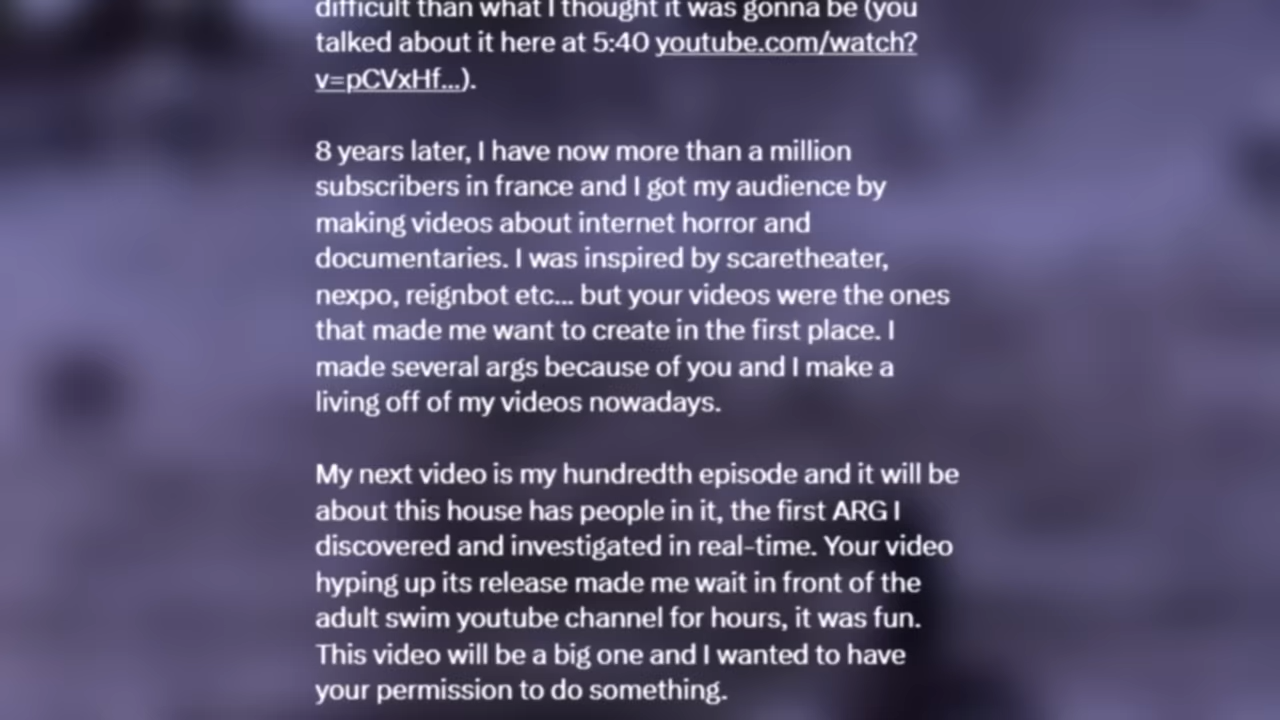 difficult than what I thought it was gonna be (you
talked about it here at 5:40 youtube.com/watch?
v=pCVxHf...).
8 years later, I have now more than a million
subscribers in france and I got my audience by
making videos about internet horror and
documentaries. I was inspired by scaretheater,
nexpo, reignbot etc... but your videos were the ones
that made me want to create in the first place. I
made several args because of you and I make a
living off of my videos nowadays.
My next video is my hundredth episode and it will be
about this house has people in it, the first ARG I
discovered and investigated in real-time. Your video
hyping up its release made me wait in front of the
adult swim youtube channel for hours, it was fun.
This video will be a big one and I wanted to have
your permission to do something.